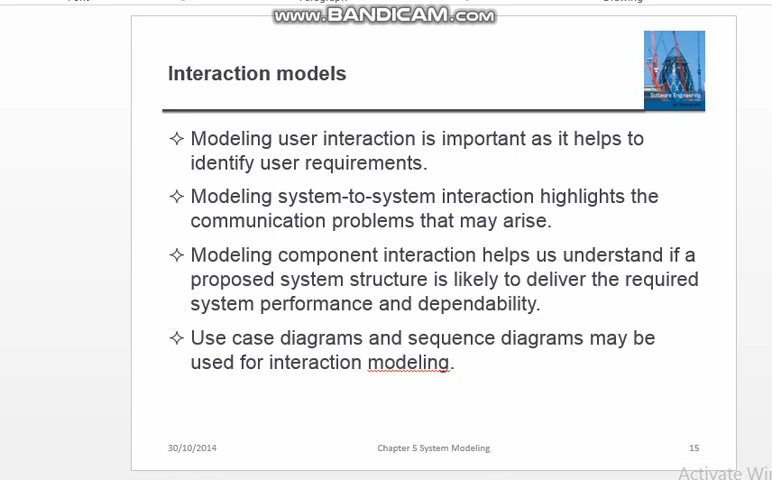 www.BANDICAM.com
Interaction models
Software Engineering
✧ Modeling user interaction is important as it helps to
identify user requirements.
✧ Modeling system-to-system interaction highlights the
communication problems that may arise.
✧ Modeling component interaction helps us understand if a
proposed system structure is likely to deliver the required
system performance and dependability.
✧ Use case diagrams and sequence diagrams may be
used for interaction modeling.
30/10/2014 Chapter 5 System Modeling 15
Activate Win